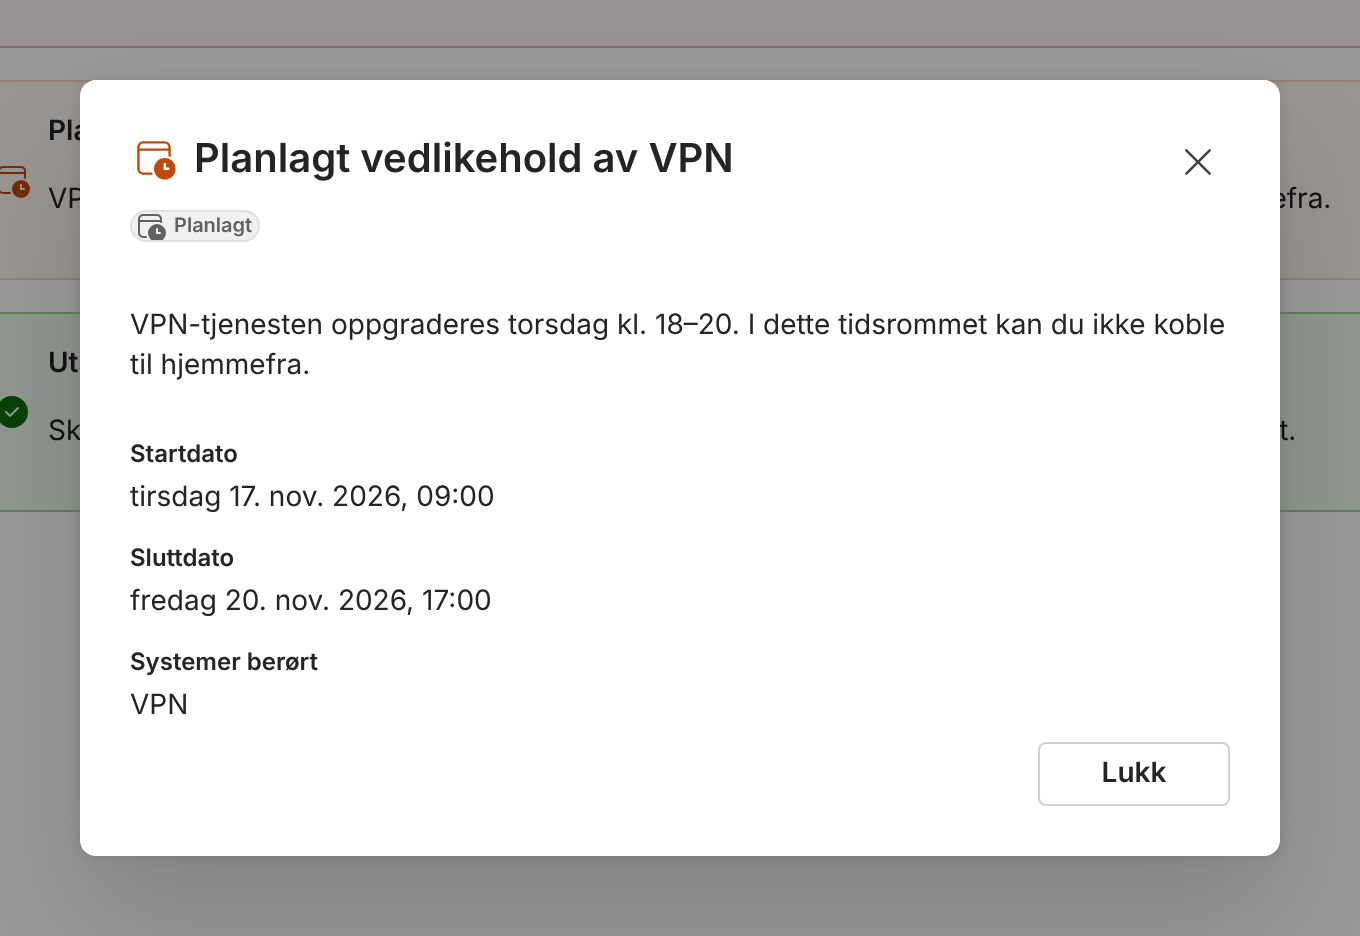 Planlagt vedlikehold av VPN
Planlagt
VPN-tjenesten oppgraderes torsdag kl. 18–20. I dette tidsrommet kan du ikke koble
til hjemmefra.
Startdato
tirsdag 17. nov. 2026, 09:00
Sluttdato
fredag 20. nov. 2026, 17:00
Systemer berørt
VPN
Lukk